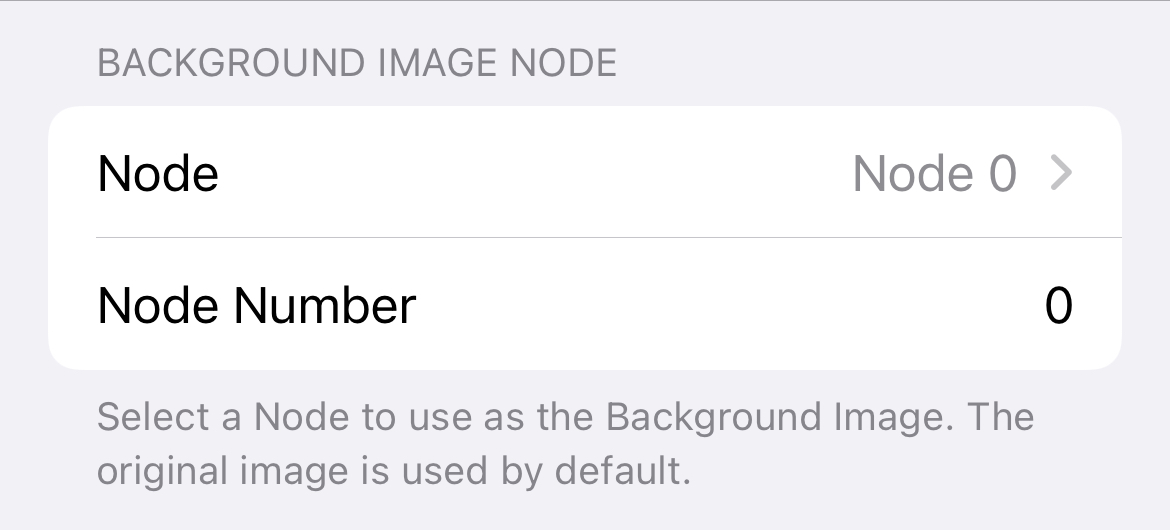 BACKGROUND IMAGE NODE
Node
Node 0
Node Number
0
Select a Node to use as the Background Image. The
original image is used by default.